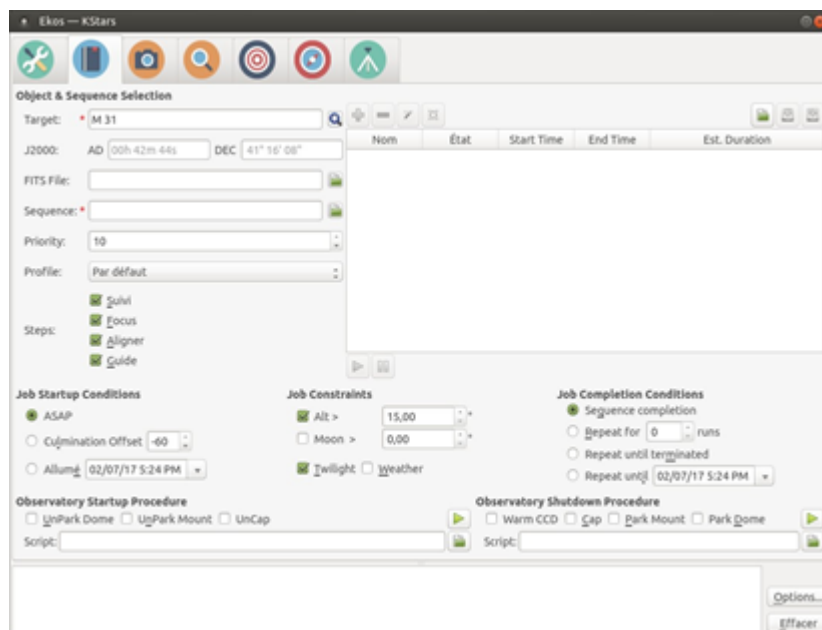 Ekos — KStars
Object & Sequence Selection
Target: * M 31
J2000: AD 00h 42m 44s DEC 41° 16' 08"
FITS File:
Sequence: *
Priority: 10
Profile: Par défaut
Steps:
Suivi
Focus
Aligner
Guide
Nom État Start Time End Time Est. Duration
Job Startup Conditions
ASAP
Culmination Offset -60
Allumé 02/07/17 5:24 PM
Job Constraints
Alt > 15,00 °
Moon > 0,00 °
Twilight Weather
Job Completion Conditions
Sequence completion
Repeat for 0 runs
Repeat until terminated
Repeat until 02/07/17 5:24 PM
Observatory Startup Procedure
UnPark Dome UnPark Mount UnCap
Script:
Observatory Shutdown Procedure
Warm CCD Cap Park Mount Park Dome
Script:
Options...
Effacer